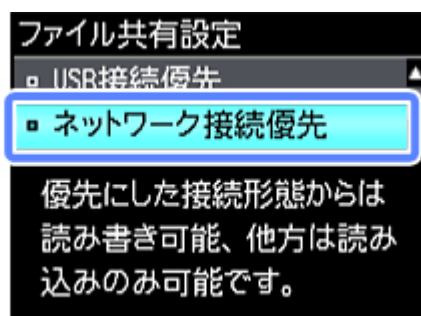 ファイル共有設定
USB接続優先
ネットワーク接続優先
優先にした接続形態からは
読み書き可能、他方は読み
込みのみ可能です。